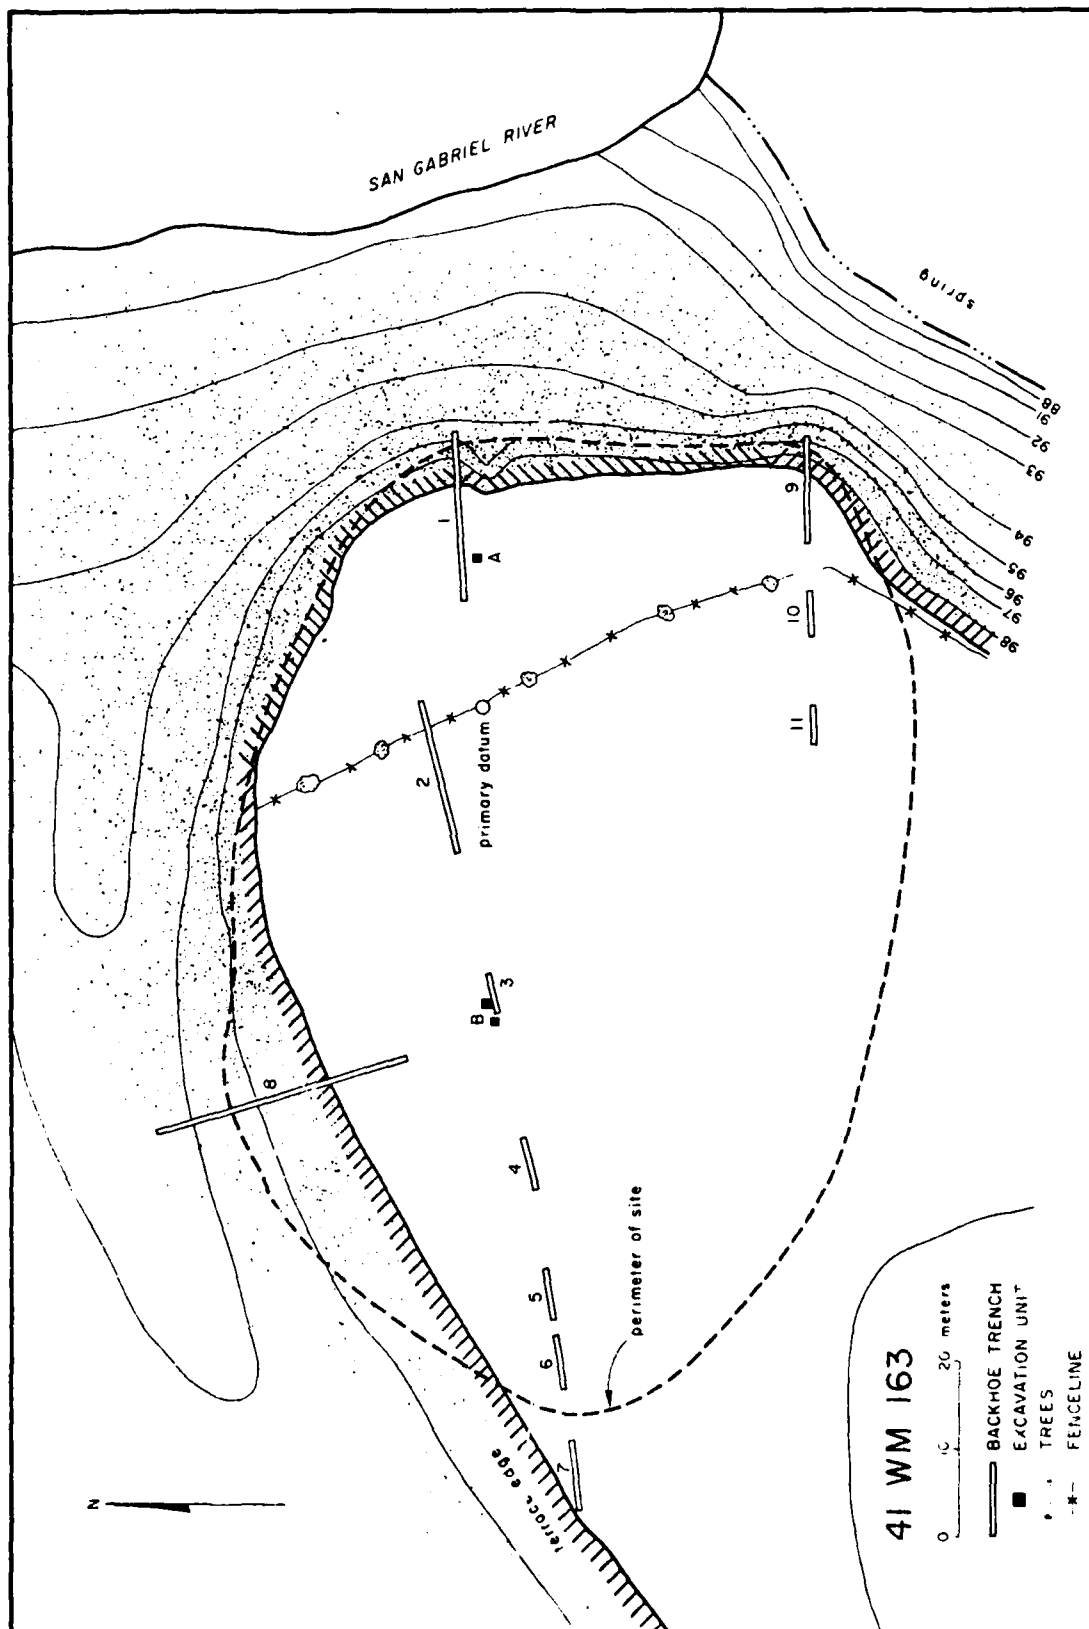 SAN GABRIEL RIVER
spring
88
91
92
93
94
95
96
97
98
1
A
9
10
11
2
primary datum
3
B
8
4
5
6
7
perimeter of site
terrace edge
N
41 WM 163
0 10 20 meters
BACKHOE TRENCH
EXCAVATION UNIT
TREES
FENCELINE